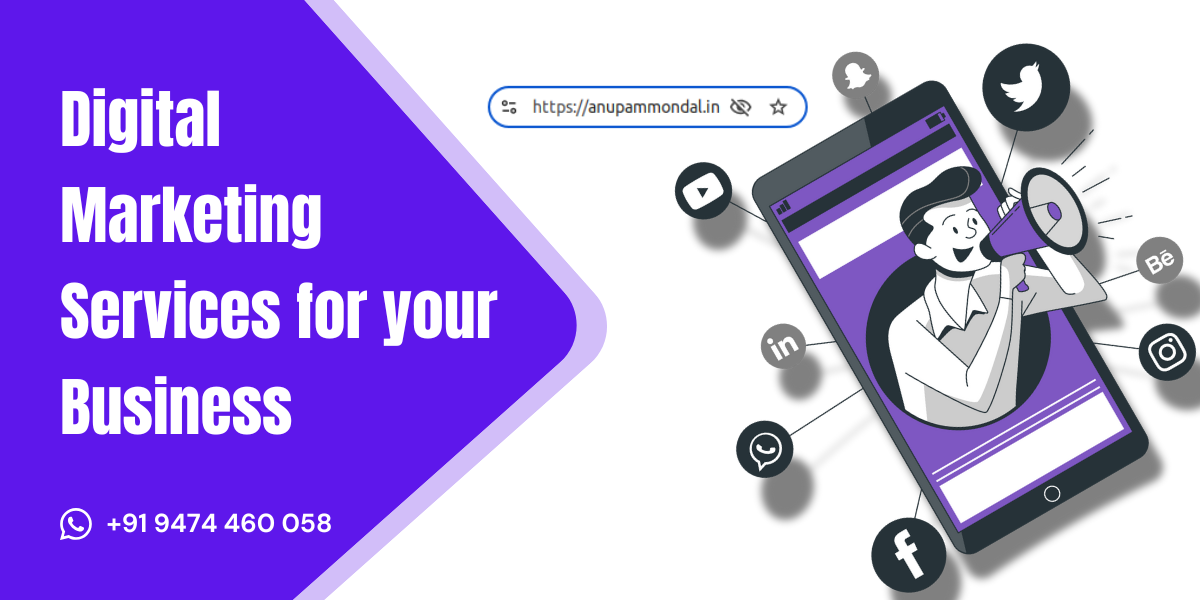 Digital
Marketing
Services for your
Business
+91 9474 460 058
https://anupammondal.in
in
Bē
f